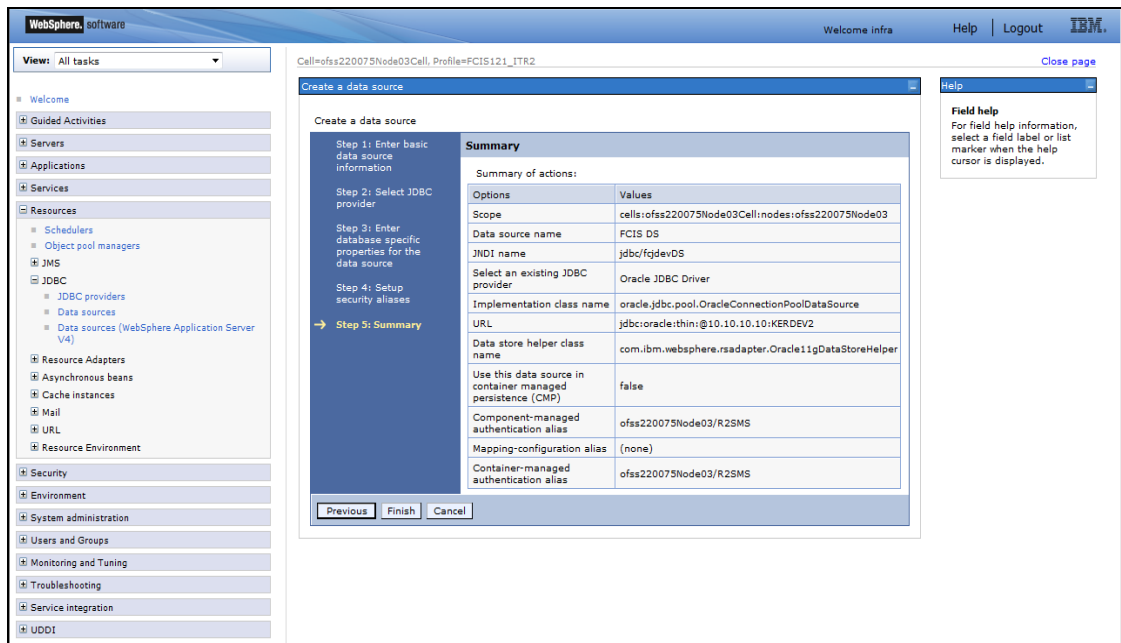 WebSphere. software
Welcome infra
Help
Logout
IBM.
View: All tasks
Cell=ofss220075Node03Cell, Profile=FCIS121_ITR2
Close page
Welcome
Guided Activities
Servers
Applications
Services
Resources
Schedulers
Object pool managers
JMS
JDBC
JDBC providers
Data sources
Data sources (WebSphere Application Server
V4)
Resource Adapters
Asynchronous beans
Cache instances
Mail
URL
Resource Environment
Security
Environment
System administration
Users and Groups
Monitoring and Tuning
Troubleshooting
Service integration
UDDI
Create a data source
Create a data source
Step 1: Enter basic
data source
information
Step 2: Select JDBC
provider
Step 3: Enter
database specific
properties for the
data source
Step 4: Setup
security aliases
Step 5: Summary
Summary
Summary of actions:
Options Values
Scope cells:ofss220075Node03Cell:nodes:ofss220075Node03
Data source name FCIS DS
JNDI name jdbc/fcjdevDS
Select an existing JDBC
provider Oracle JDBC Driver
Implementation class name oracle.jdbc.pool.OracleConnectionPoolDataSource
URL jdbc:oracle:thin:@10.10.10.10:KERDEV2
Data store helper class
name com.ibm.websphere.rsadapter.Oracle11gDataStoreHelper
Use this data source in
container managed
persistence (CMP) false
Component-managed
authentication alias ofss220075Node03/R2SMS
Mapping-configuration alias (none)
Container-managed
authentication alias ofss220075Node03/R2SMS
Previous Finish Cancel
Help
Field help
For field help information,
select a field label or list
marker when the help
cursor is displayed.